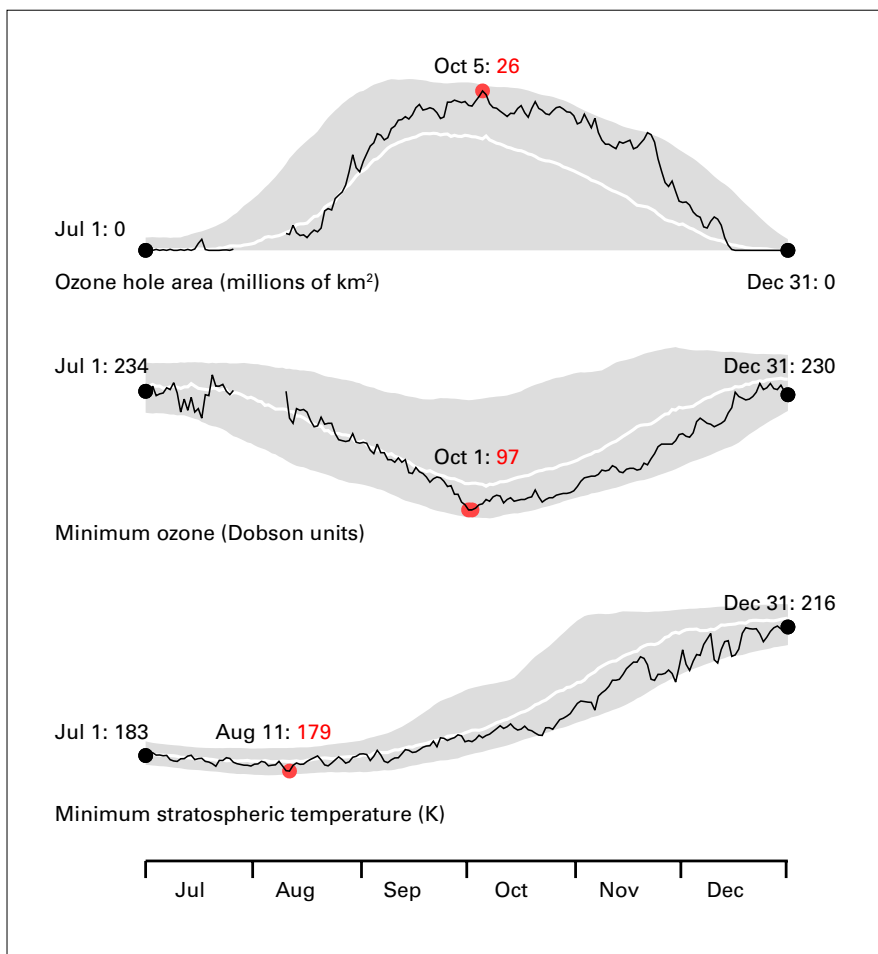 Oct 5: 26
Jul 1: 0
Ozone hole area (millions of km²)
Dec 31: 0
Jul 1: 234
Dec 31: 230
Oct 1: 97
Minimum ozone (Dobson units)
Dec 31: 216
Jul 1: 183
Aug 11: 179
Minimum stratospheric temperature (K)
Jul Aug Sep Oct Nov Dec